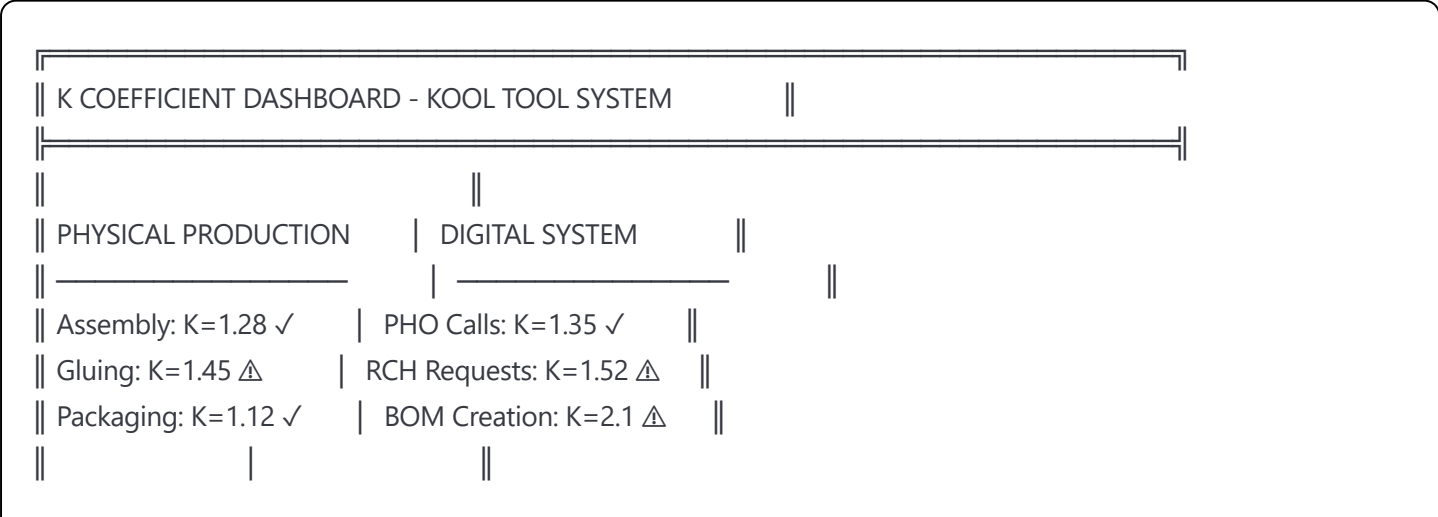 ╔══════════════════════════════════════════════════════════════════════════╗
║ K COEFFICIENT DASHBOARD - KOOL TOOL SYSTEM ║
╠══════════════════════════════════════════════════════════════════════════╣
║ ║
║ PHYSICAL PRODUCTION │ DIGITAL SYSTEM ║
║ ─────────────────── │ ────────────────── ║
║ Assembly: K=1.28 ✓ │ PHO Calls: K=1.35 ✓ ║
║ Gluing: K=1.45 ⚠ │ RCH Requests: K=1.52 ⚠ ║
║ Packaging: K=1.12 ✓ │ BOM Creation: K=2.1 ⚠ ║
║ │ ║